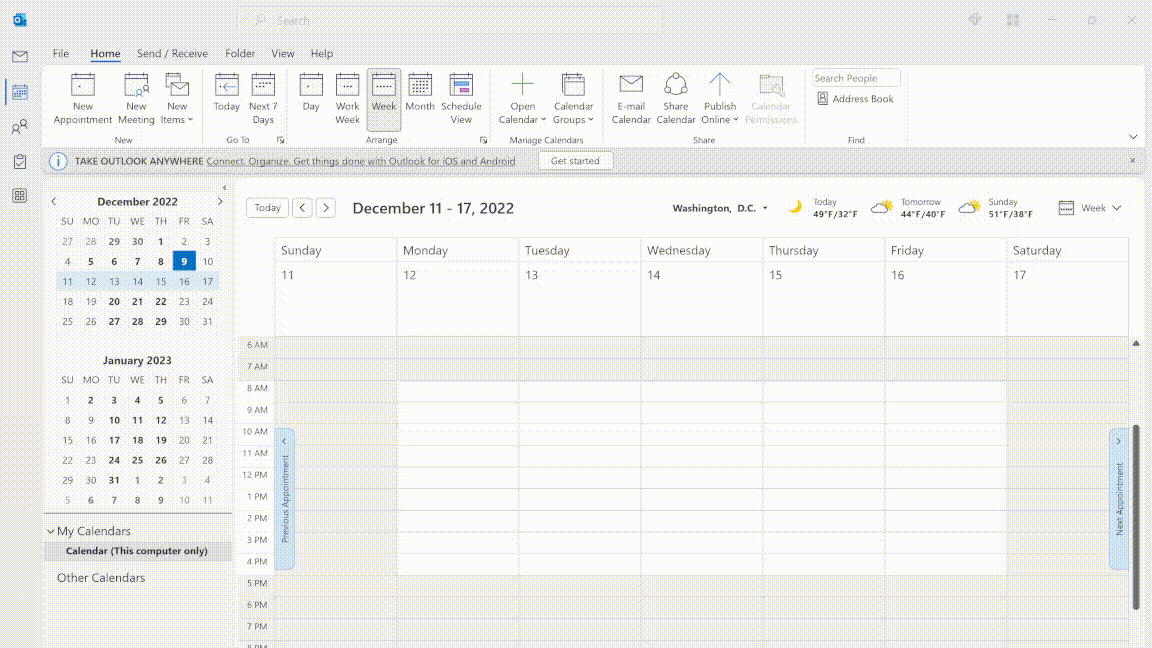 Search
File Home Send / Receive Folder View Help
New Appointment
New Meeting
New Items
New
Today
Next 7 Days
Go To
Day
Work Week
Week
Month
Schedule View
Arrange
Open Calendar
Calendar Groups
Manage Calendars
E-mail Calendar
Share Calendar
Publish Online
Calendar Permissions
Share
Search People
Address Book
Find
TAKE OUTLOOK ANYWHERE Connect. Organize. Get things done with Outlook for iOS and Android Get started
December 2022
SU MO TU WE TH FR SA
27 28 29 30 1 2 3
4 5 6 7 8 9 10
11 12 13 14 15 16 17
18 19 20 21 22 23 24
25 26 27 28 29 30 31
January 2023
SU MO TU WE TH FR SA
1 2 3 4 5 6 7
8 9 10 11 12 13 14
15 16 17 18 19 20 21
22 23 24 25 26 27 28
29 30 31 1 2 3 4
5 6 7 8 9 10 11
My Calendars
Calendar (This computer only)
Other Calendars
Today December 11 - 17, 2022
Washington, D.C.
Today
49°F/32°F
Tomorrow
44°F/40°F
Sunday
51°F/38°F
Week
Sunday Monday Tuesday Wednesday Thursday Friday Saturday
11 12 13 14 15 16 17
6 AM
7 AM
8 AM
9 AM
10 AM
11 AM
12 PM
1 PM
2 PM
3 PM
4 PM
5 PM
6 PM
7 PM
8 PM
Previous Appointment
Next Appointment